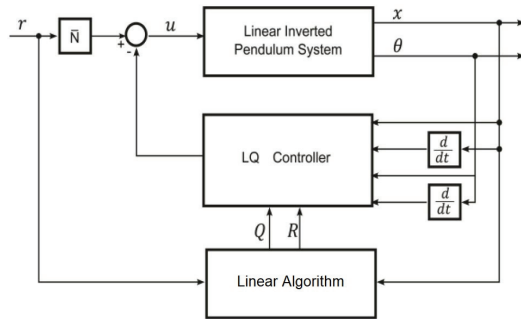 r
N̄
+
-
u
Linear Inverted
Pendulum System
x
θ
LQ Controller
d
dt
d
dt
Q
R
Linear Algorithm